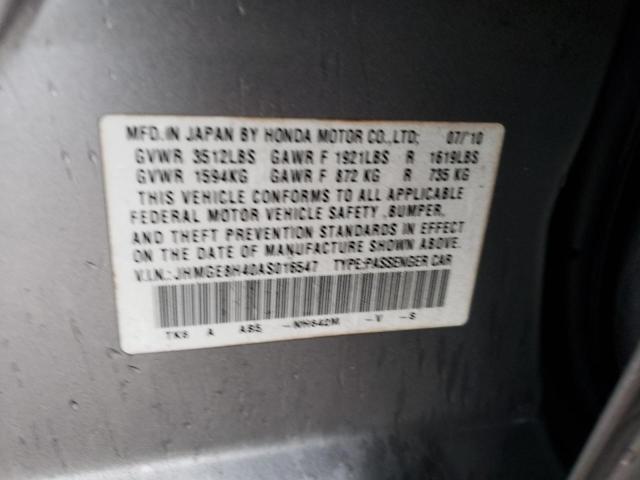 MFD.IN JAPAN BY HONDA MOTOR CO.,LTD; 07/'10
GVWR 3512LBS GAWR F 1921LBS R 1619LBS
GVWR 1594KG GAWR F 872 KG R 735 KG
THIS VEHICLE CONFORMS TO ALL APPLICABLE
FEDERAL MOTOR VEHICLE SAFETY ,BUMPER,
AND THEFT PREVENTION STANDARDS IN EFFECT
ON THE DATE OF MANUFACTURE SHOWN ABOVE.
V.I.N.:JHMGE8H40AS016547 TYPE:PASSENGER CAR
TK6 A A85 -NH642M -V -S